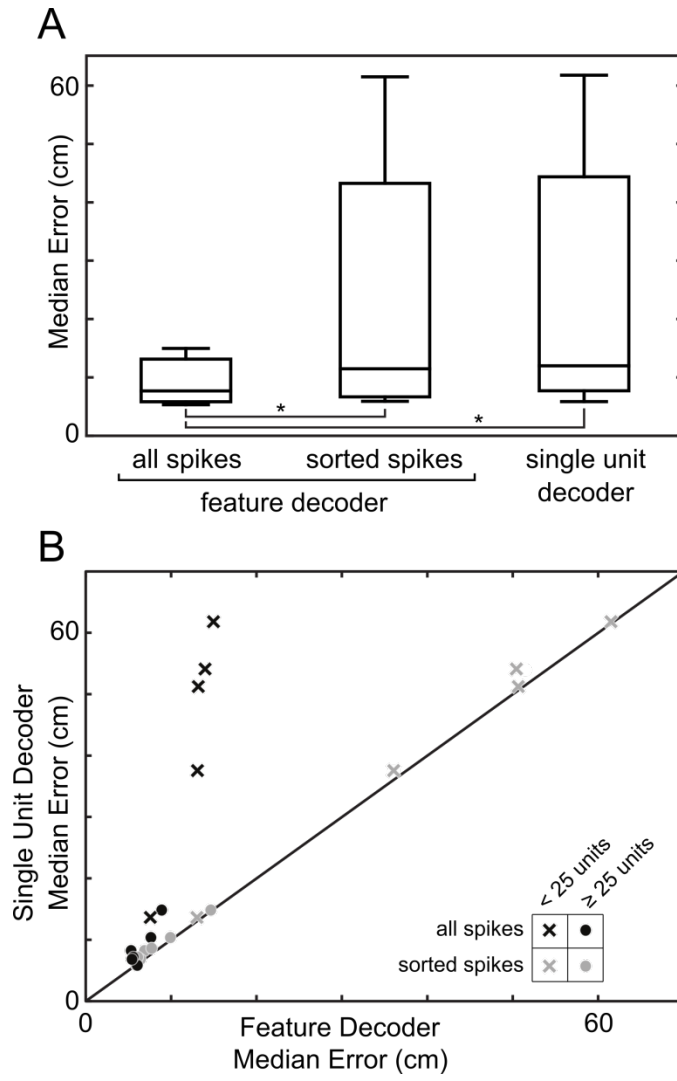 A
60
Median Error (cm)
0
*
*
all spikes
sorted spikes
single unit
decoder
feature decoder
B
60
Single Unit Decoder
Median Error (cm)
0
< 25 units
≥ 25 units
all spikes
sorted spikes
0
60
Feature Decoder
Median Error (cm)